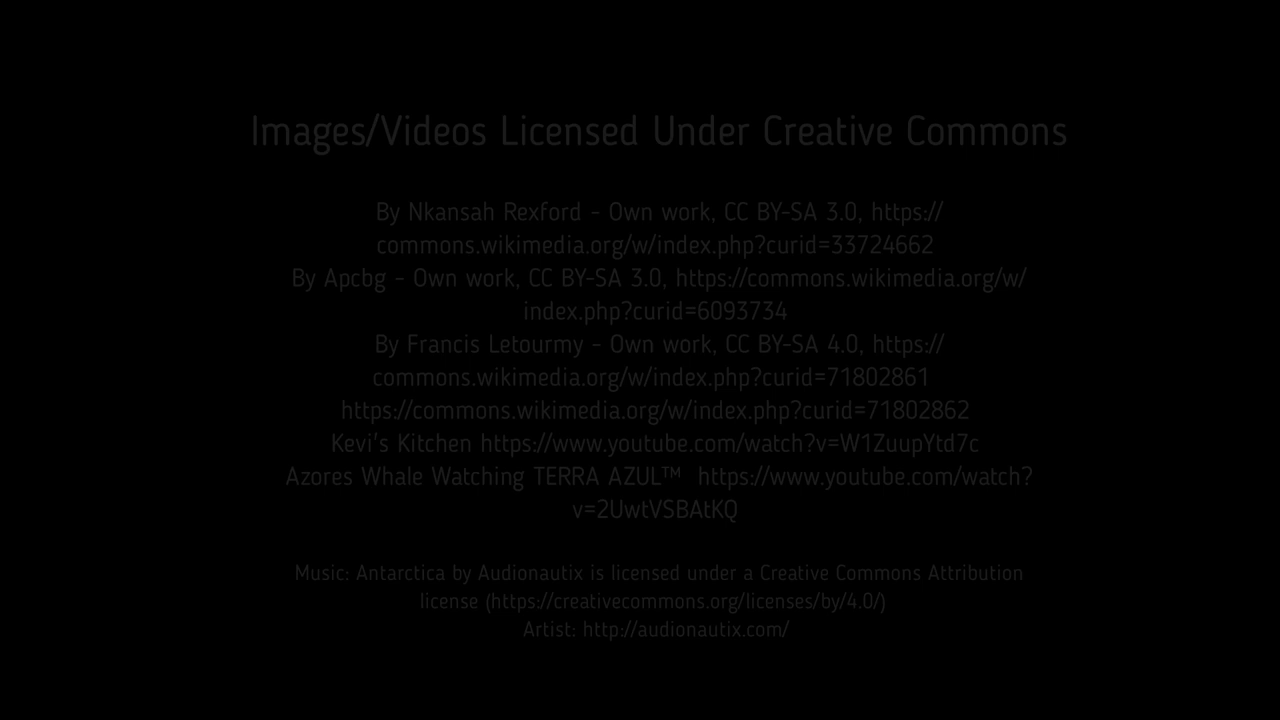 Images/Videos Licensed Under Creative Commons
By Nkansah Rexford - Own work, CC BY-SA 3.0, https://
commons.wikimedia.org/w/index.php?curid=33724662
By Apcbg - Own work, CC BY-SA 3.0, https://commons.wikimedia.org/w/
index.php?curid=6093734
By Francis Letourmy - Own work, CC BY-SA 4.0, https://
commons.wikimedia.org/w/index.php?curid=71802861
https://commons.wikimedia.org/w/index.php?curid=71802862
Kevi's Kitchen https://www.youtube.com/watch?v=W1ZuupYtd7c
Azores Whale Watching TERRA AZUL™ https://www.youtube.com/watch?
v=2UwtVSBAtKQ
Music: Antarctica by Audionautix is licensed under a Creative Commons Attribution
license (https://creativecommons.org/licenses/by/4.0/)
Artist: http://audionautix.com/